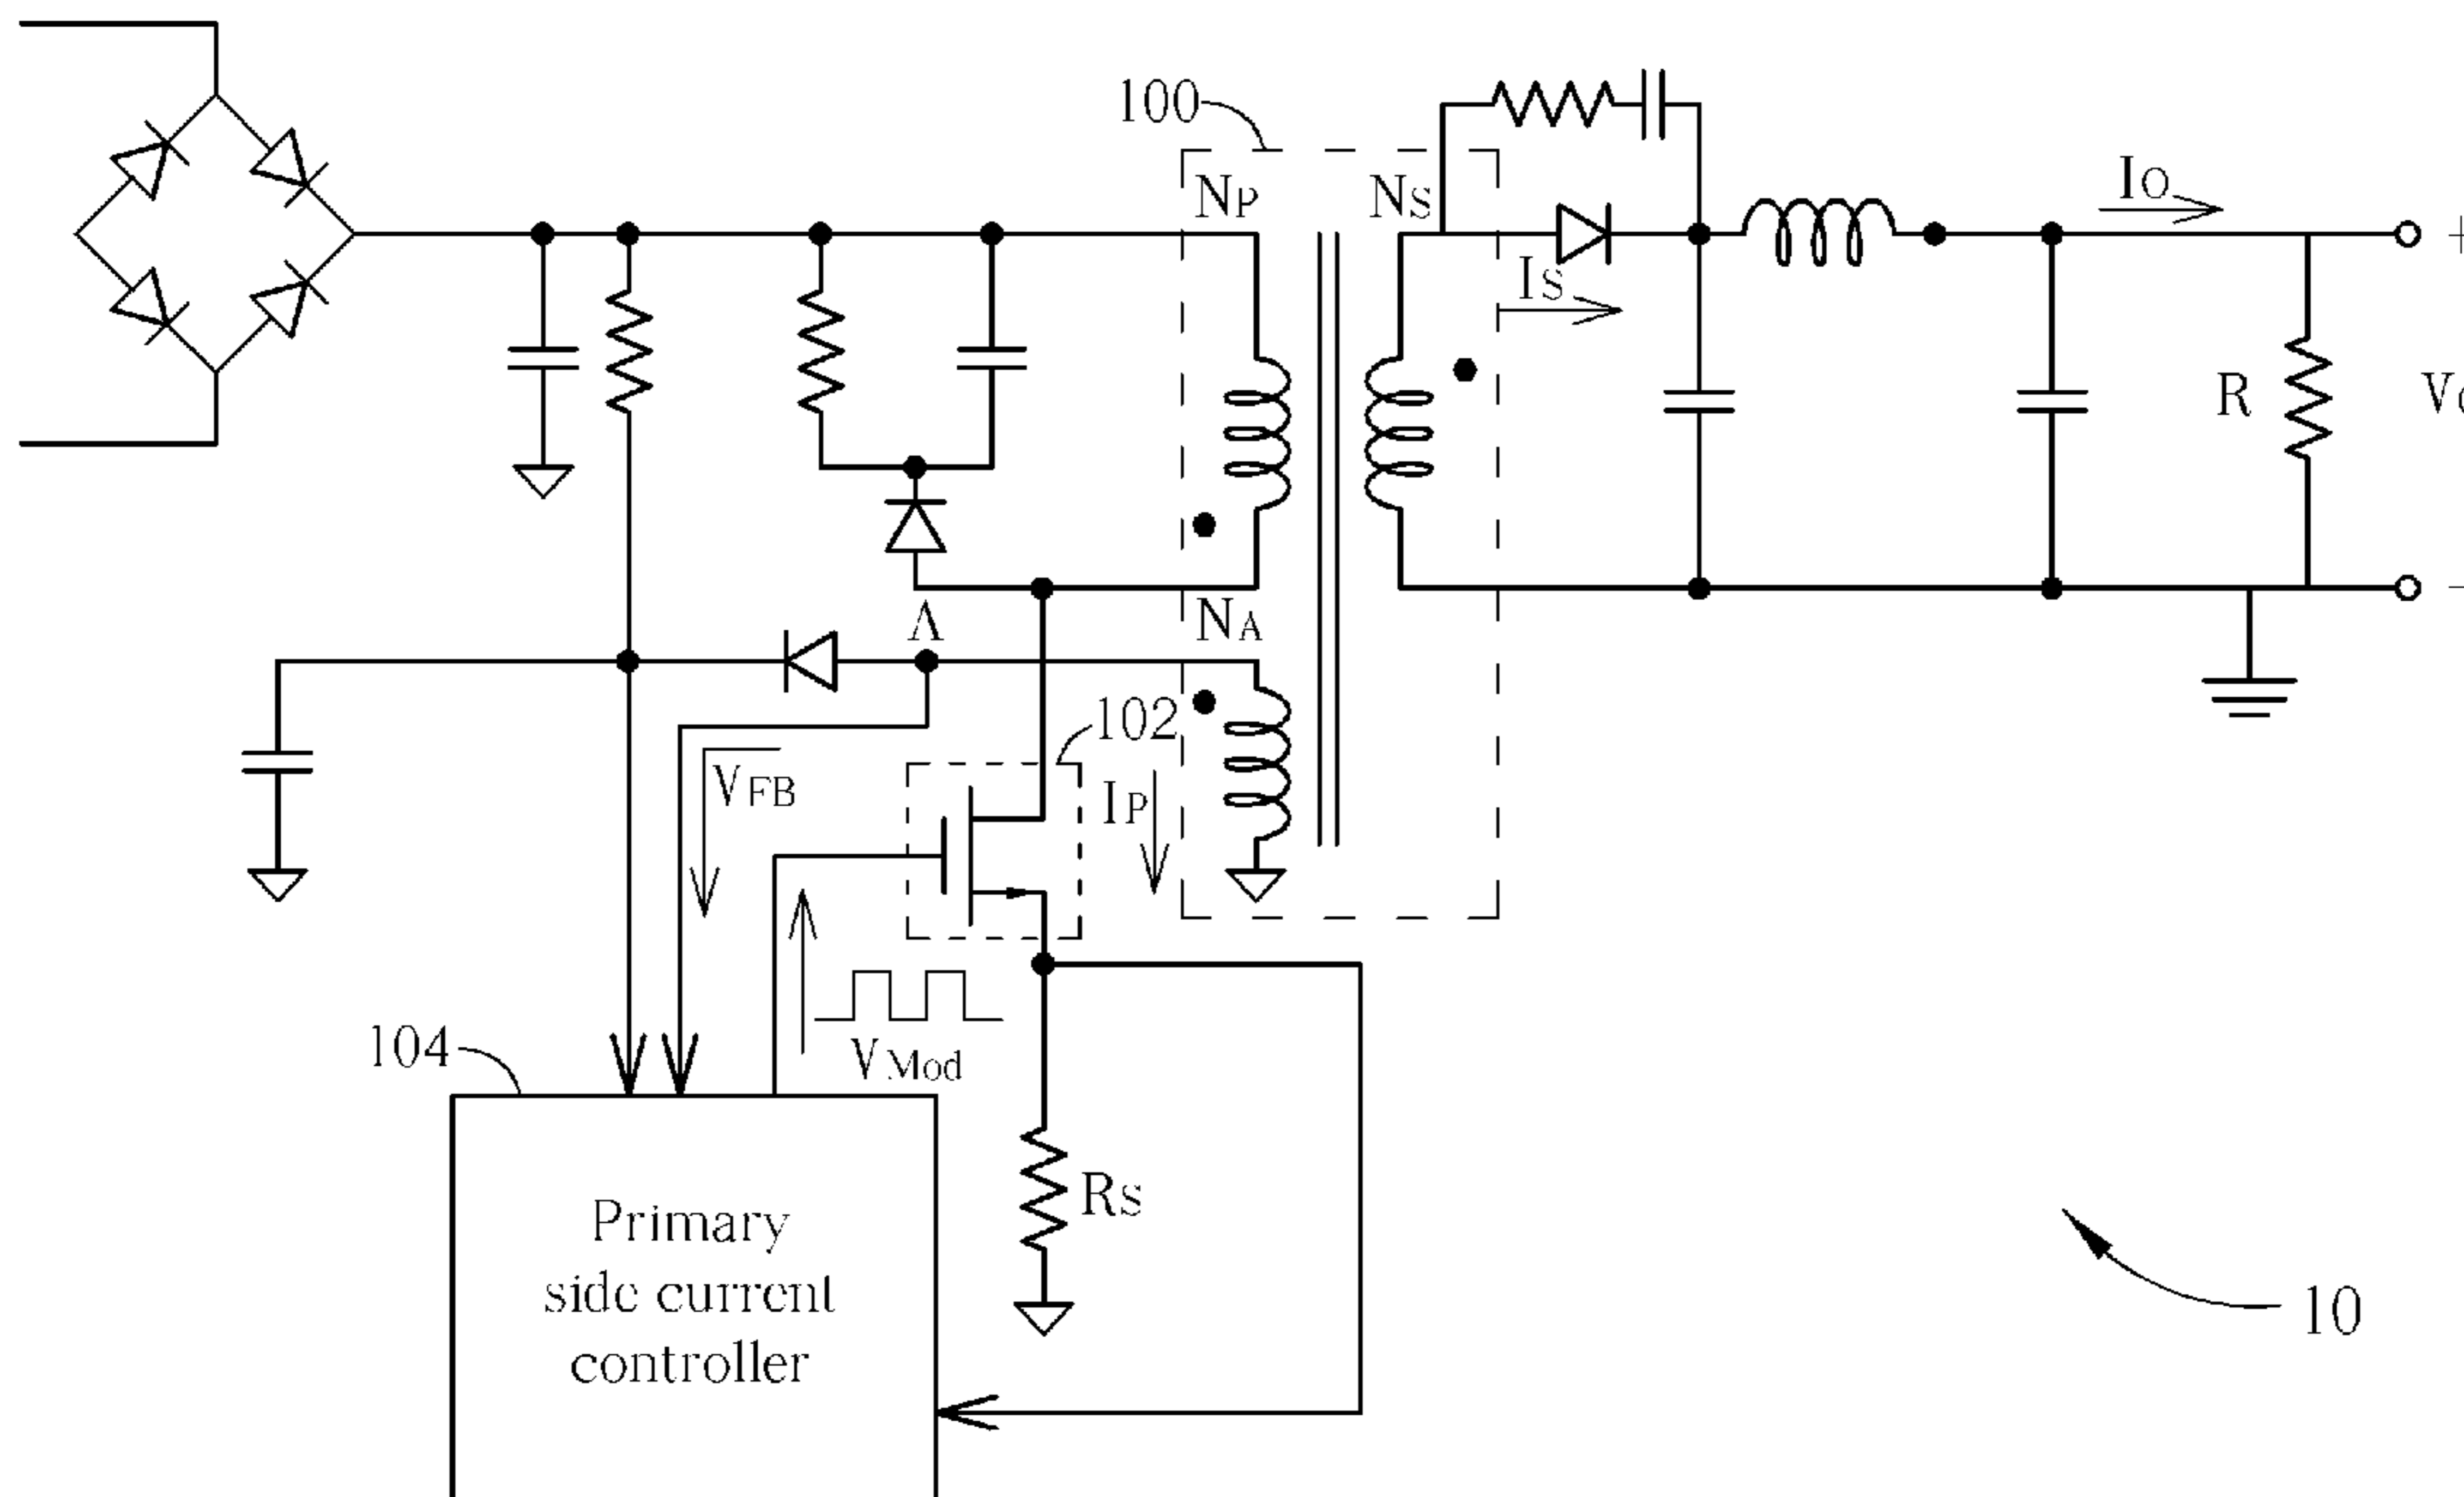 100
NP
NS
IO
+
IS
R
A
NA
-
102
VFB
IP
104
VMod
RS
Primary
side current
controller
10